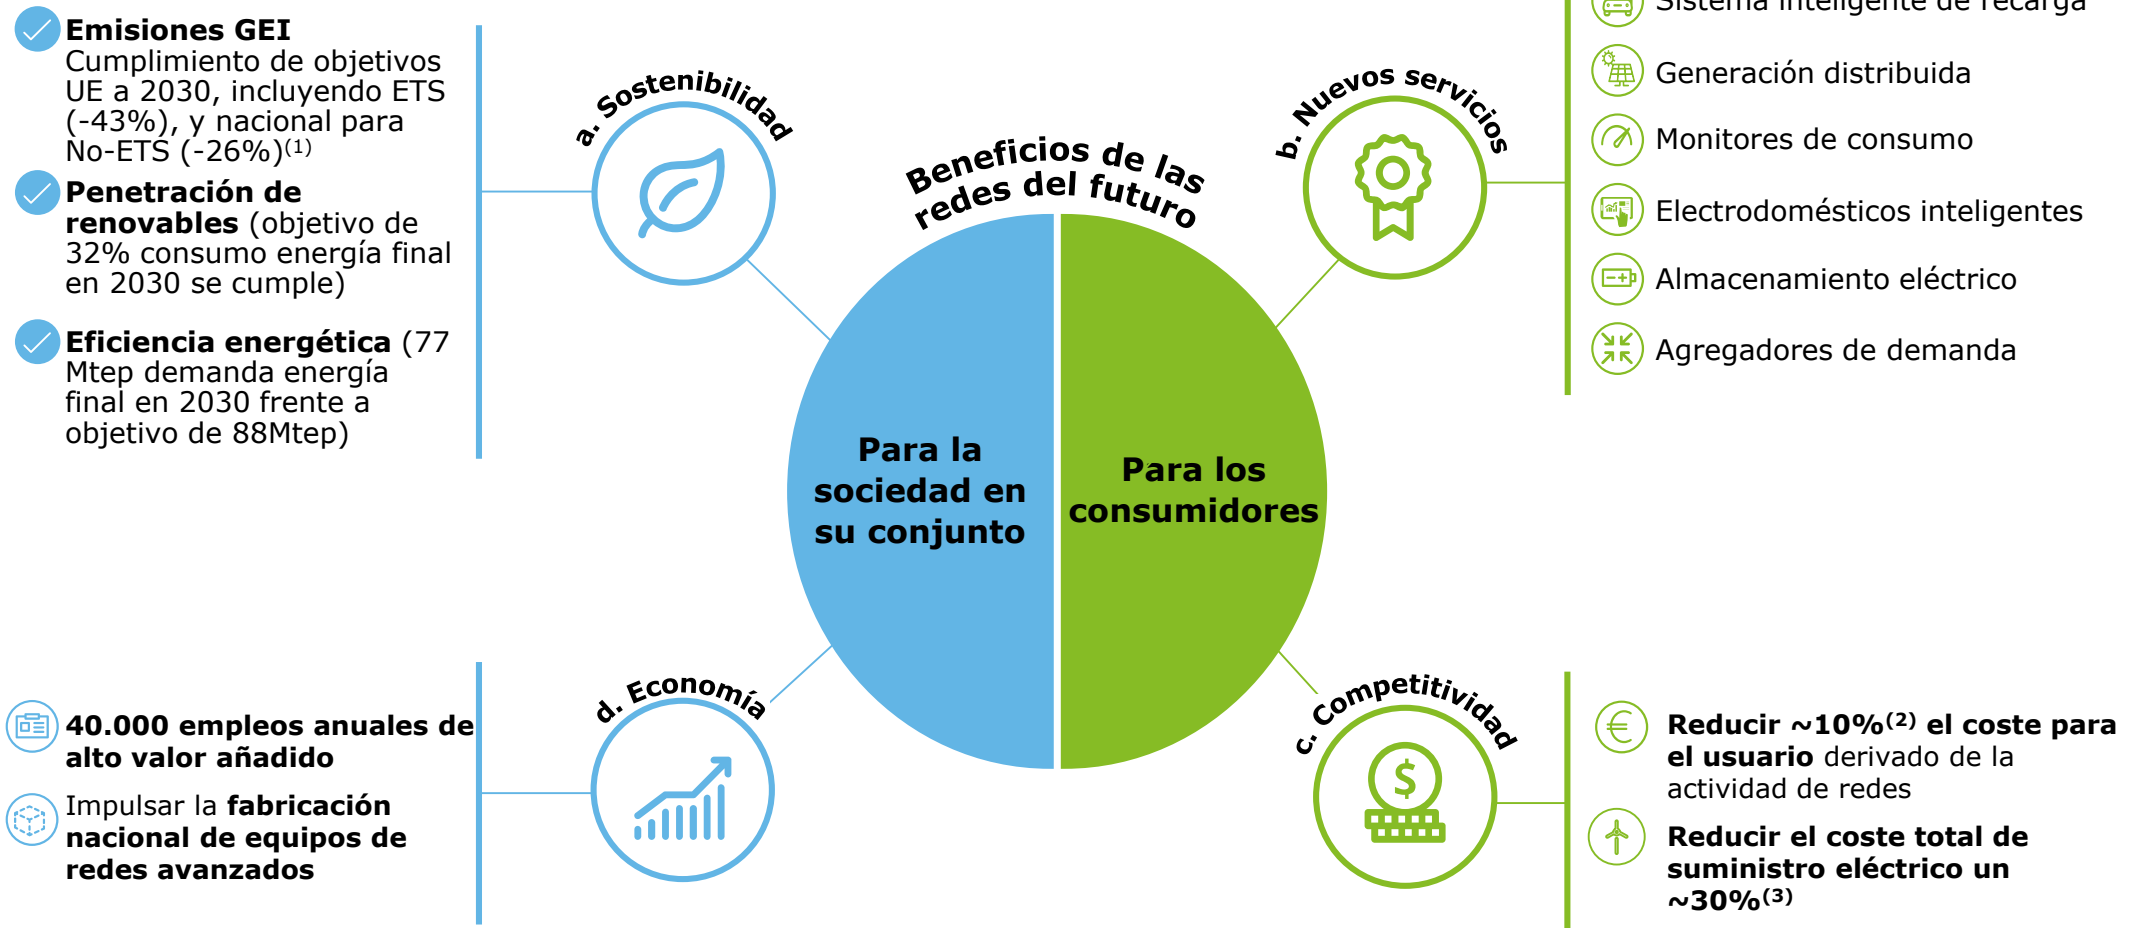 Emisiones GEI
Cumplimiento de objetivos
UE a 2030, incluyendo ETS
(-43%), y nacional para
No-ETS (-26%)(1)
Penetración de
renovables (objetivo de
32% consumo energía final
en 2030 se cumple)
Eficiencia energética (77
Mtep demanda energía
final en 2030 frente a
objetivo de 88Mtep)
a. Sostenibilidad
Beneficios de las
redes del futuro
b. Nuevos servicios
Sistema inteligente de recarga
Generación distribuida
Monitores de consumo
Electrodomésticos inteligentes
Almacenamiento eléctrico
Agregadores de demanda
Para la
sociedad en
su conjunto
Para los
consumidores
40.000 empleos anuales de
alto valor añadido
Impulsar la fabricación
nacional de equipos de
redes avanzados
d. Economía
c. Competitividad
$
€
Reducir ~10%(2) el coste para
el usuario derivado de la
actividad de redes
Reducir el coste total de
suministro eléctrico un
~30%(3)